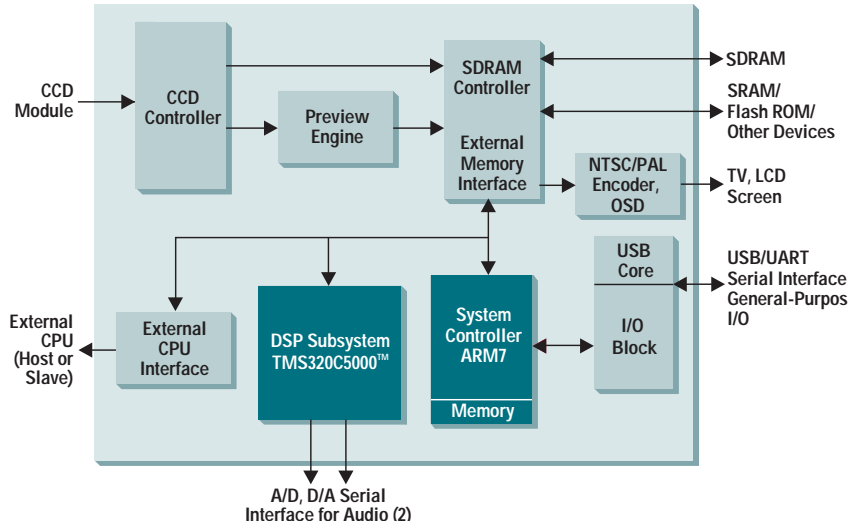 CCD
Module
CCD
Controller
Preview
Engine
SDRAM
Controller
External
Memory
Interface
NTSC/PAL
Encoder,
OSD
SDRAM
SRAM/
Flash ROM/
Other Devices
TV, LCD
Screen
External
CPU
(Host or
Slave)
External
CPU
Interface
DSP Subsystem
TMS320C5000™
System
Controller
ARM7
Memory
USB
Core
I/O
Block
USB/UART
Serial Interface
General-Purpos
I/O
A/D, D/A Serial
Interface for Audio (2)